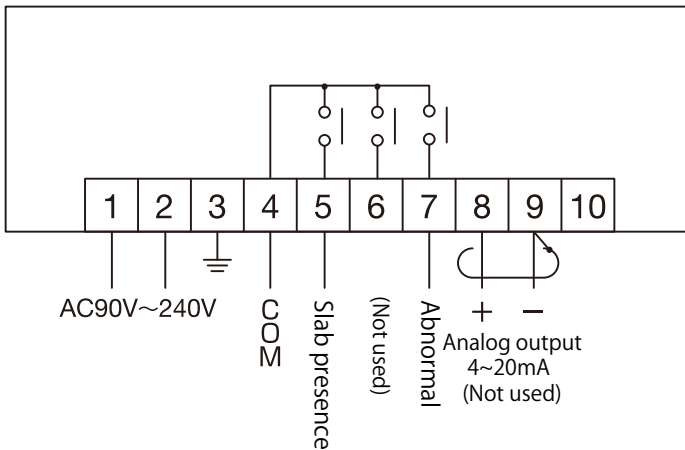 1 2 3 4 5 6 7 8 9 10
AC90V～240V
COM
Slab presence
(Not used)
Abnormal
+ −
Analog output
4~20mA
(Not used)